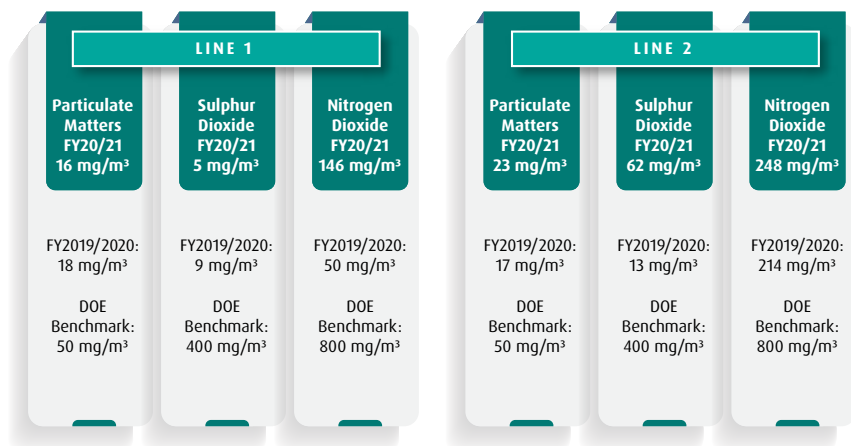 LINE 1
Particulate
Matters
FY20/21
16 mg/m³
FY2019/2020:
18 mg/m³
DOE
Benchmark:
50 mg/m³
Sulphur
Dioxide
FY20/21
5 mg/m³
FY2019/2020:
9 mg/m³
DOE
Benchmark:
400 mg/m³
Nitrogen
Dioxide
FY20/21
146 mg/m³
FY2019/2020:
50 mg/m³
DOE
Benchmark:
800 mg/m³
LINE 2
Particulate
Matters
FY20/21
23 mg/m³
FY2019/2020:
17 mg/m³
DOE
Benchmark:
50 mg/m³
Sulphur
Dioxide
FY20/21
62 mg/m³
FY2019/2020:
13 mg/m³
DOE
Benchmark:
400 mg/m³
Nitrogen
Dioxide
FY20/21
248 mg/m³
FY2019/2020:
214 mg/m³
DOE
Benchmark:
800 mg/m³